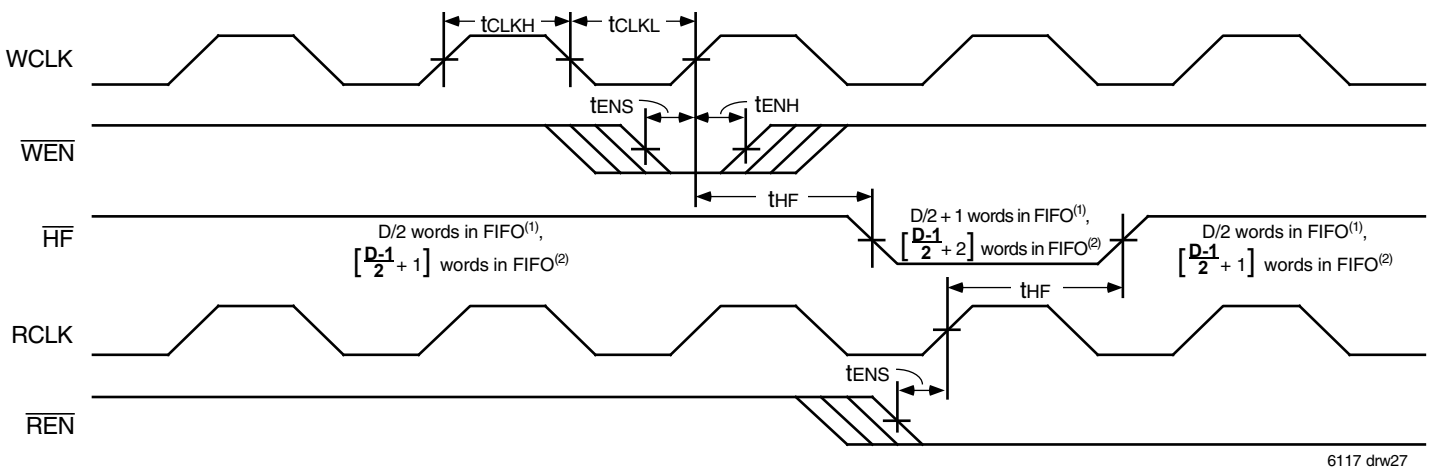 tCLKH
tCLKL
WCLK
tENS
tENH
WEN
tHF
HF
D/2 words in FIFO(1),
[D-1/2 + 1] words in FIFO(2)
D/2 + 1 words in FIFO(1),
[D-1/2 + 2] words in FIFO(2)
D/2 words in FIFO(1),
[D-1/2 + 1] words in FIFO(2)
tHF
RCLK
tENS
REN
6117 drw27